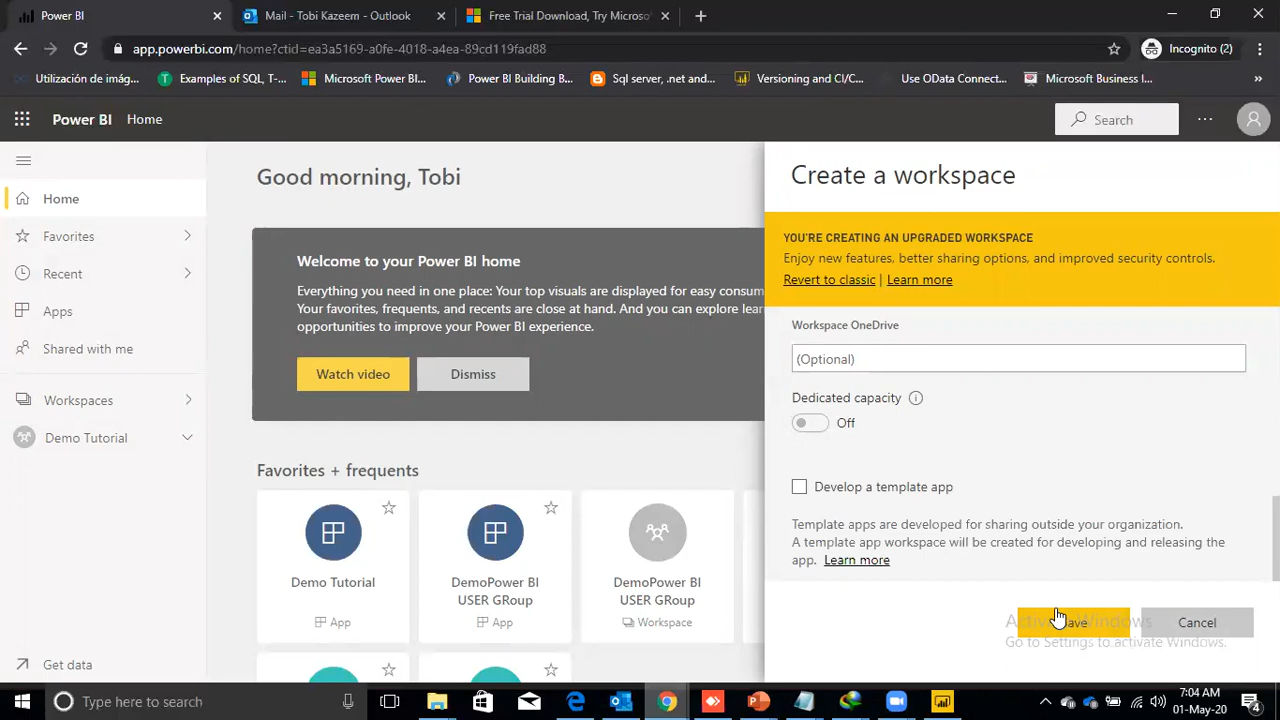 Power BI
Mail - Tobi Kazeem - Outlook
Free Trial Download, Try Microso
app.powerbi.com/home?ctid=ea3a5169-a0fe-4018-a4ea-89cd119fad88
Incognito (2)
Utilización de imág...
Examples of SQL, T-...
Microsoft Power BI...
Power BI Building B...
Sql server, .net and...
Versioning and CI/C...
Use OData Connect...
Microsoft Business I...
»
Power BI
Home
Search
Home
Favorites
Recent
Apps
Shared with me
Workspaces
Demo Tutorial
Get data
Good morning, Tobi
Welcome to your Power BI home
Everything you need in one place: Your top visuals are displayed for easy consum
Your favorites, frequents, and recents are close at hand. And you can explore lear
opportunities to improve your Power BI experience.
Watch video
Dismiss
Favorites + frequents
Demo Tutorial
App
DemoPower BI
USER GRoup
App
DemoPower BI
USER GRoup
Workspace
Create a workspace
YOU'RE CREATING AN UPGRADED WORKSPACE
Enjoy new features, better sharing options, and improved security controls.
Revert to classic | Learn more
Workspace OneDrive
(Optional)
Dedicated capacity
Off
Develop a template app
Template apps are developed for sharing outside your organization.
A template app workspace will be created for developing and releasing the
app. Learn more
Save
Cancel
Activate Windows
Go to Settings to activate Windows.
Type here to search
7:04 AM
01-May-20
4